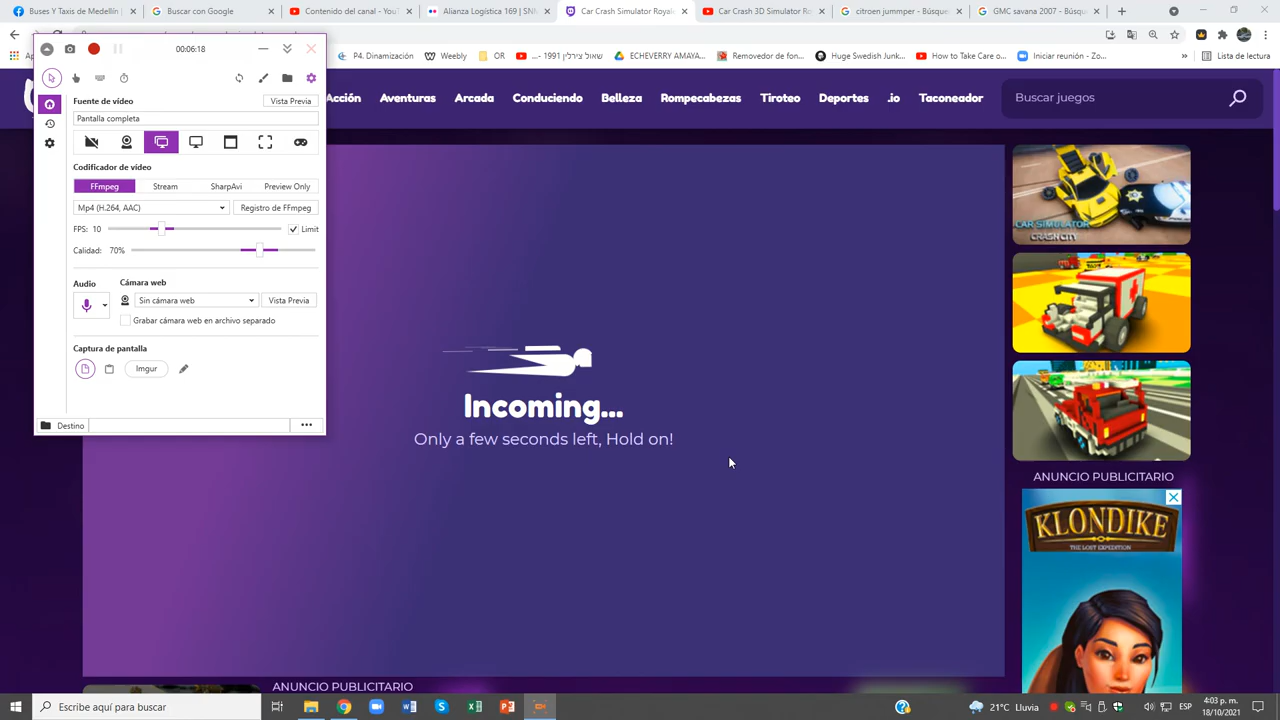 Buses Y Taxis de Medellín
Buscar con Google
Contenido del canal - YouT
Alianza Logística 169 | SN
Car Crash Simulator Royale
Car Crash 3D Simulator Ro
citroen jummper - Búsque
GMC savana 2007 - Búsqu
P4. Dinamización
Weebly
OR
שאול צירלין 1991 - ...
ECHEVERRY AMAYA...
Removedor de fon...
Huge Swedish Junk...
How to Take Care o...
Iniciar reunión - Zo...
Lista de lectura
00:06:18
Fuente de vídeo
Vista Previa
Pantalla completa
Codificador de vídeo
FFmpeg
Stream
SharpAvi
Preview Only
Mp4 (H.264, AAC)
Registro de FFmpeg
FPS: 10
Limit
Calidad: 70%
Audio
Cámara web
Sin cámara web
Vista Previa
Grabar cámara web en archivo separado
Captura de pantalla
Imgur
Destino
Acción
Aventuras
Arcada
Conduciendo
Belleza
Rompecabezas
Tiroteo
Deportes
.io
Taconeador
Buscar juegos
CAR SIMULATOR
CRASH CITY
Incoming...
Only a few seconds left, Hold on!
ANUNCIO PUBLICITARIO
KLONDIKE
THE LOST EXPEDITION
ANUNCIO PUBLICITARIO
Escribe aquí para buscar
21°C Lluvia
ESP
4:03 p. m.
18/10/2021